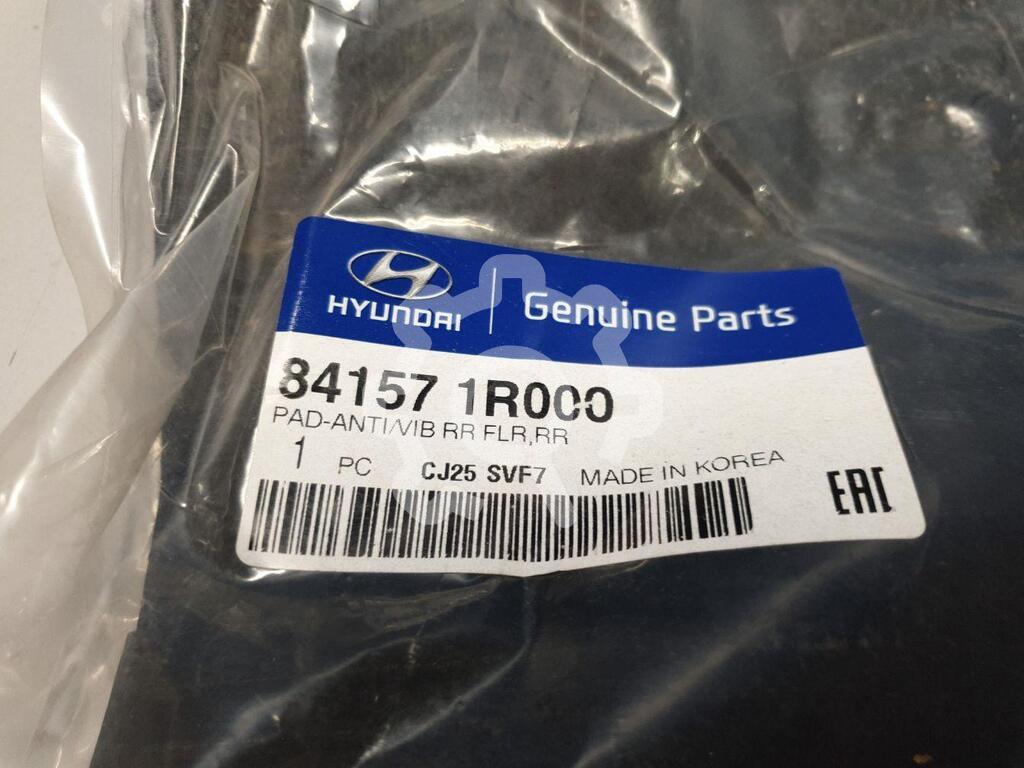 HYUNDAI | Genuine Parts
84157 1R000
PAD-ANTI/VIB RR FLR,RR
1 PC CJ25 SVF7 MADE IN KOREA
EAC